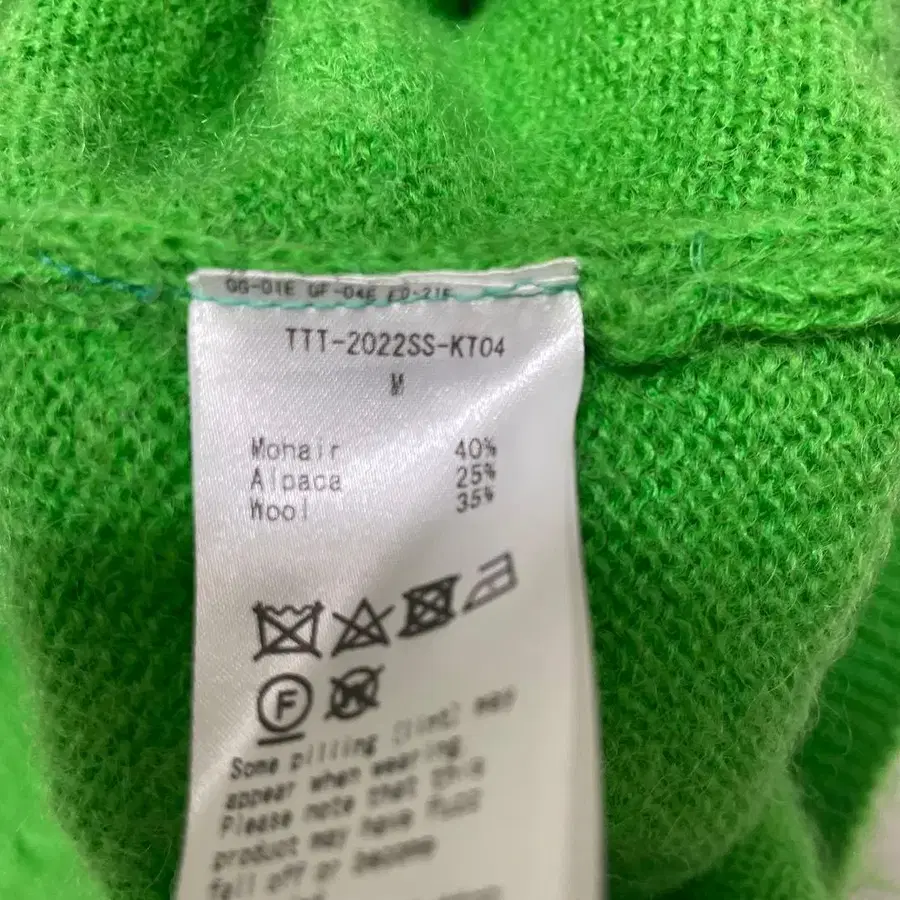 GG-01E GF-04E ED-21E
TTT-2022SS-KT04
M
Mohair 40%
Alpaca 25%
Wool 35%
F
Some pilling (lint) may
appear when wearing.
Please note that this
product may have fuzz
fall off or become